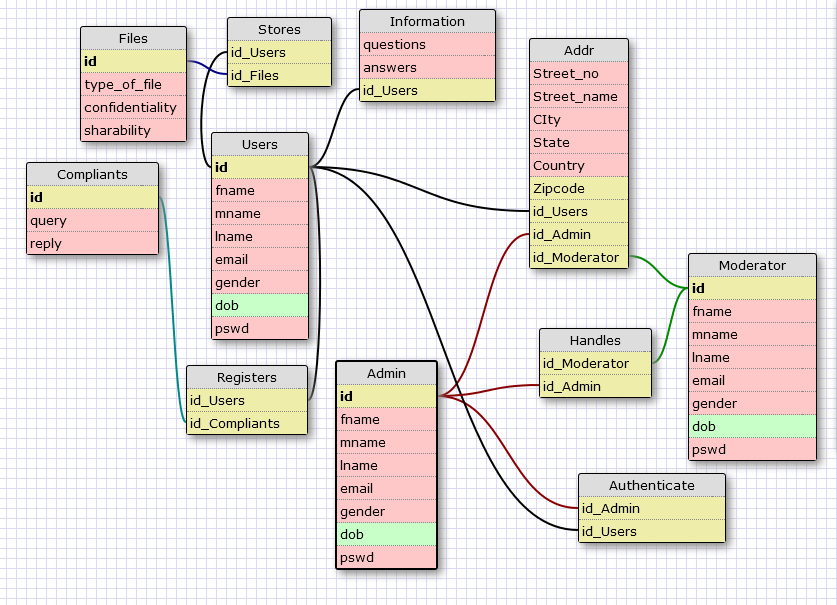 Files
id
type_of_file
confidentiality
sharability
Stores
id_Users
id_Files
Information
questions
answers
id_Users
Addr
Street_no
Street_name
CIty
State
Country
Zipcode
id_Users
id_Admin
id_Moderator
Users
id
fname
mname
lname
email
gender
dob
pswd
Compliants
id
query
reply
Moderator
id
fname
mname
lname
email
gender
dob
pswd
Handles
id_Moderator
id_Admin
Registers
id_Users
id_Compliants
Admin
id
fname
mname
lname
email
gender
dob
pswd
Authenticate
id_Admin
id_Users